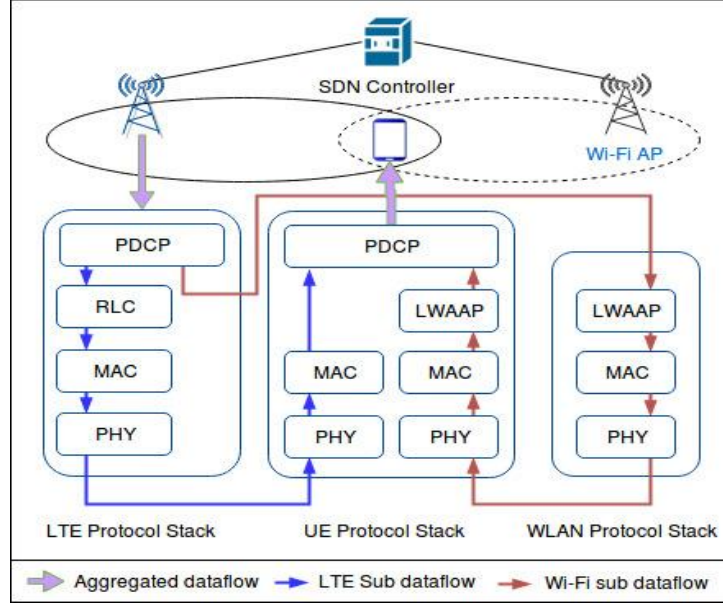 SDN Controller
Wi-Fi AP
PDCP
PDCP
RLC
LWAAP
LWAAP
MAC
MAC
MAC
MAC
PHY
PHY
PHY
PHY
LTE Protocol Stack
UE Protocol Stack
WLAN Protocol Stack
Aggregated dataflow
LTE Sub dataflow
Wi-Fi sub dataflow